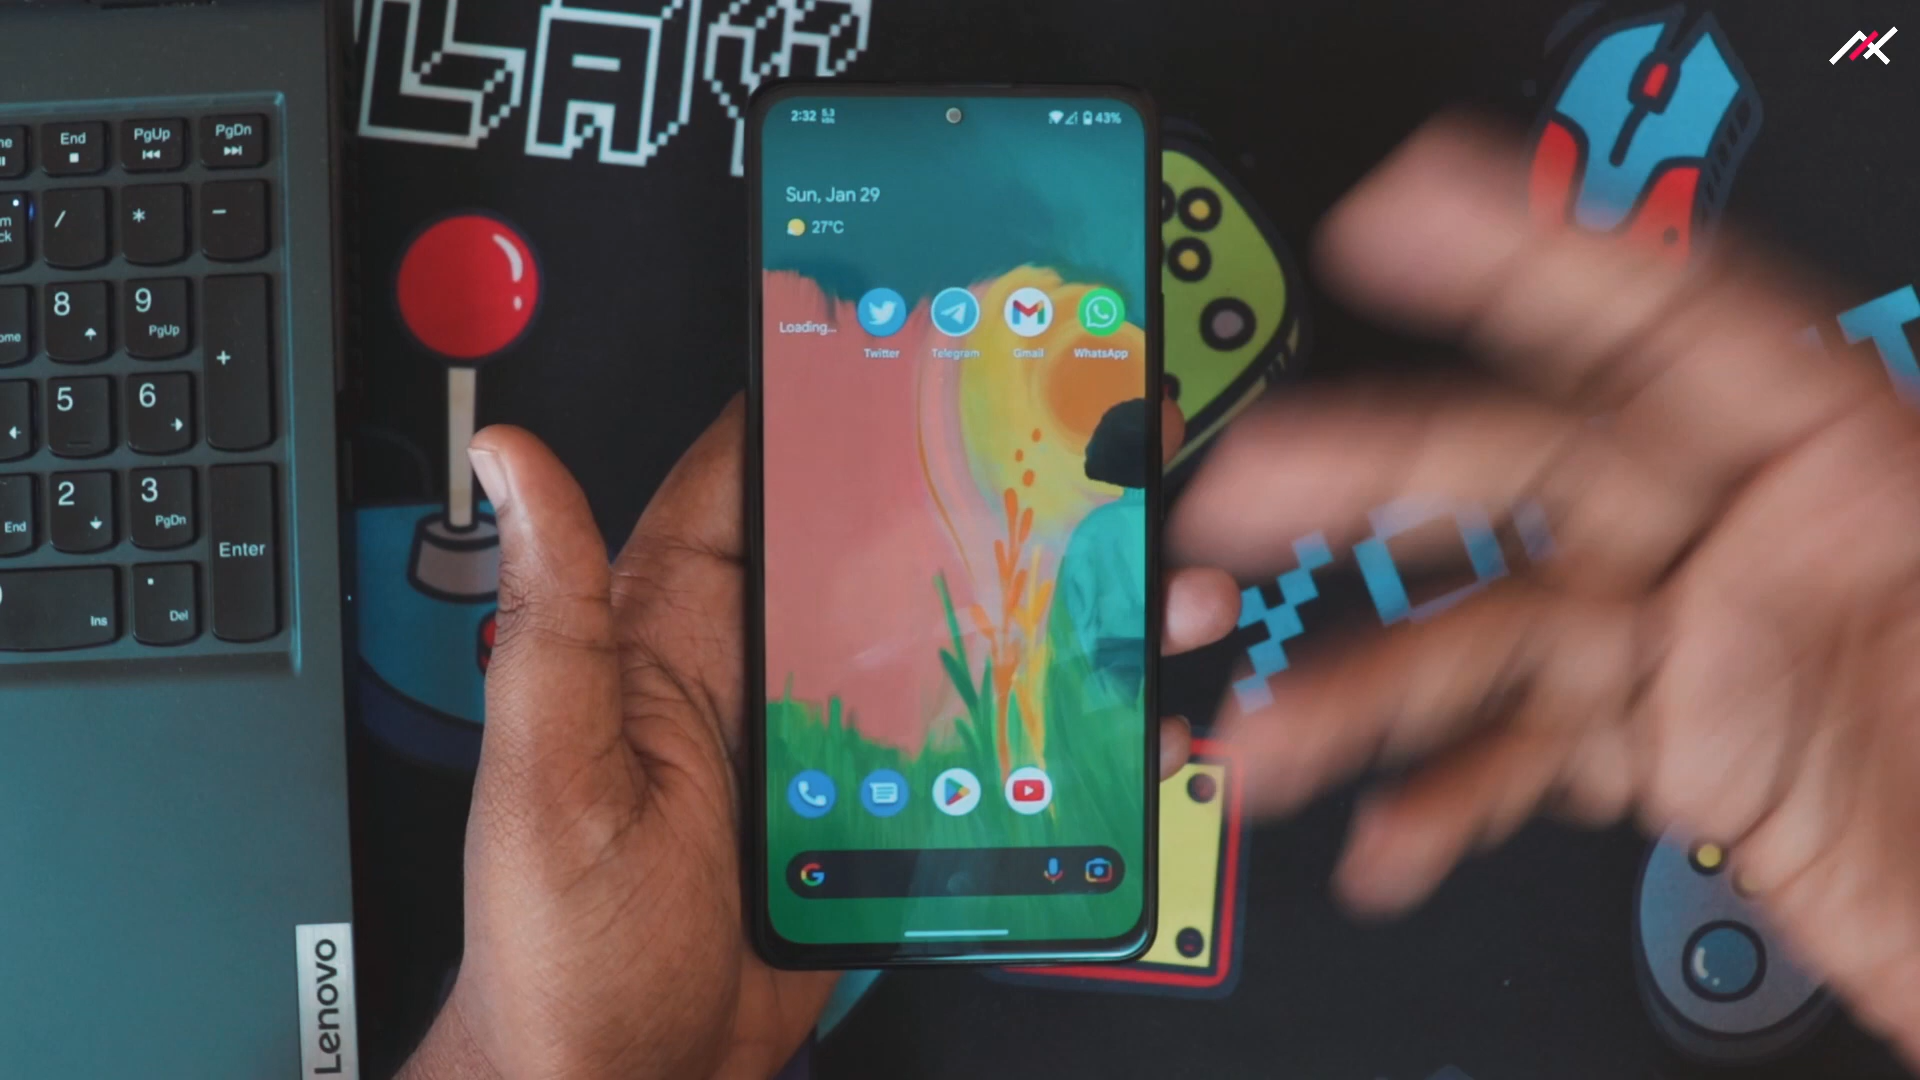 LAY
End
PgUp
PgDn
/
*
-
8
9
PgUp
+
5
6
2
3
PgDn
End
Enter
Ins
.
Del
Lenovo
2:32
43%
Sun, Jan 29
27°C
Loading...
Twitter
Telegram
Gmail
WhatsApp
G